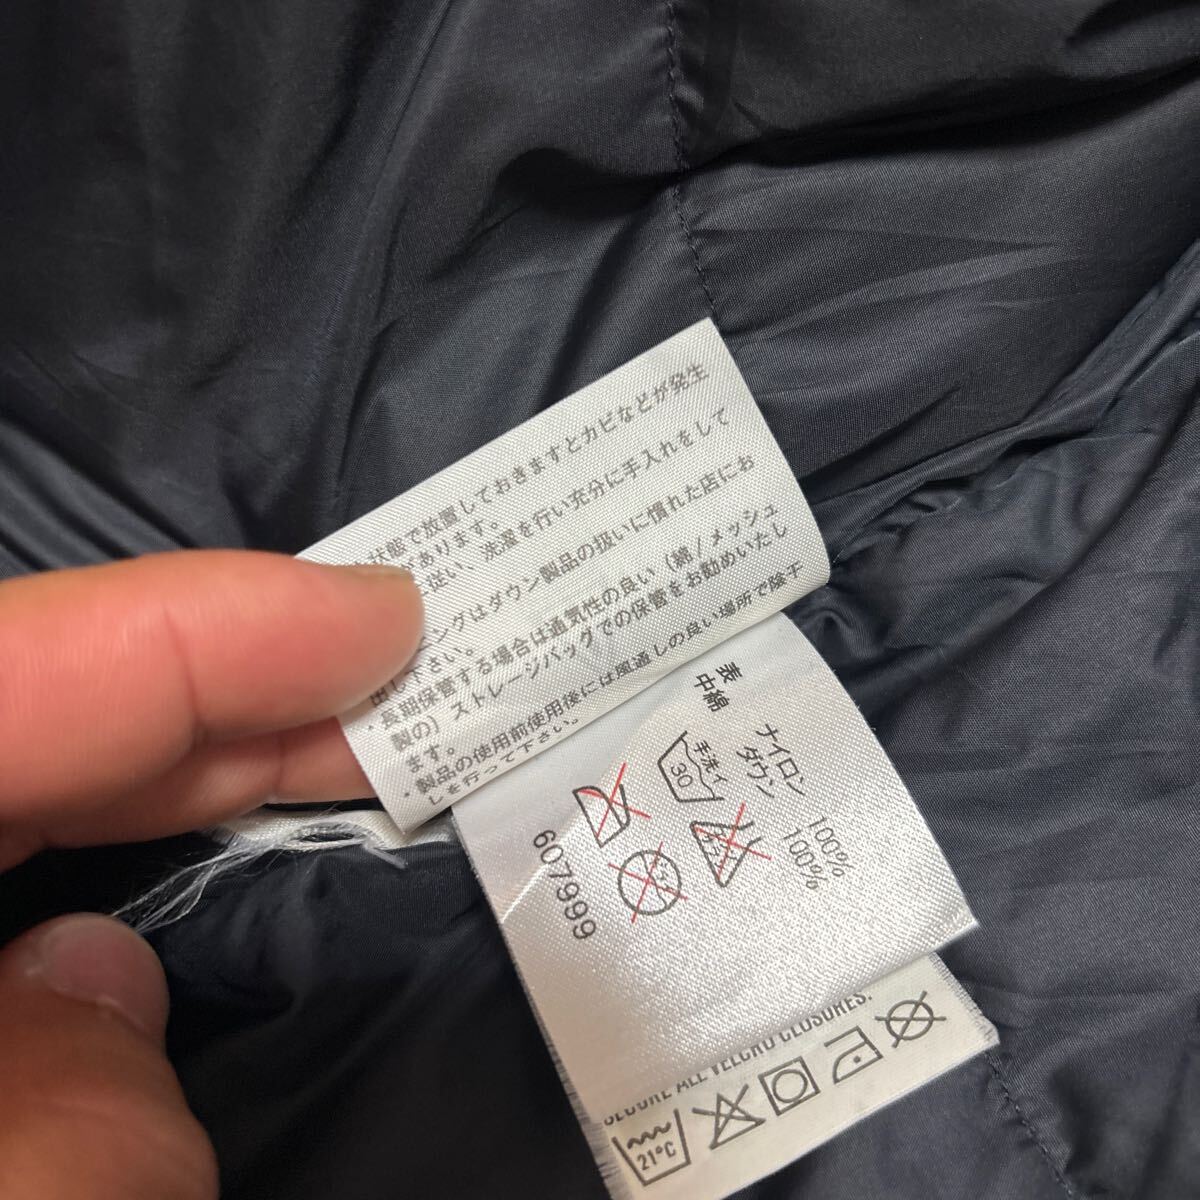 状態で放置しておきますとカビなどが発生
があります。
に従い、洗濯を行い充分に手入れをして
ニングはダウン製品の扱いに慣れた店にお
出し下さい。
・長期保管する場合は通気性の良い（綿/メッシュ
製の）ストレージバッグでの保管をお勧めいたし
ます。
・製品の使用前使用後には風通しの良い場所で陰干
しを行って下さい。
表 ナイロン 100%
中綿 ダウン 100%
手洗イ
30
607999
SECURE ALL VELCRO CLOSURES.
21°C